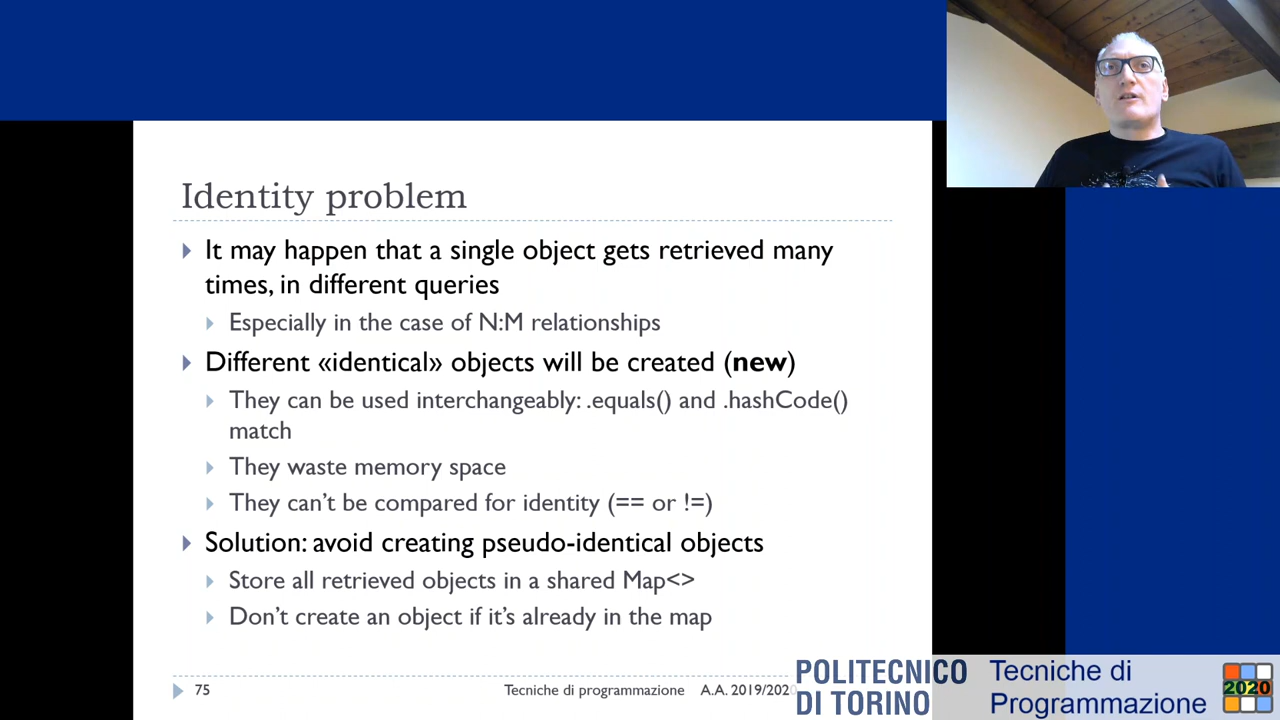 Identity problem
It may happen that a single object gets retrieved many
times, in different queries
Especially in the case of N:M relationships
Different «identical» objects will be created (new)
They can be used interchangeably: .equals() and .hashCode()
match
They waste memory space
They can't be compared for identity (== or !=)
Solution: avoid creating pseudo-identical objects
Store all retrieved objects in a shared Map<>
Don't create an object if it's already in the map
75
Tecniche di programmazione A.A. 2019/2020
POLITECNICO
DI TORINO
Tecniche di
Programmazione
2020